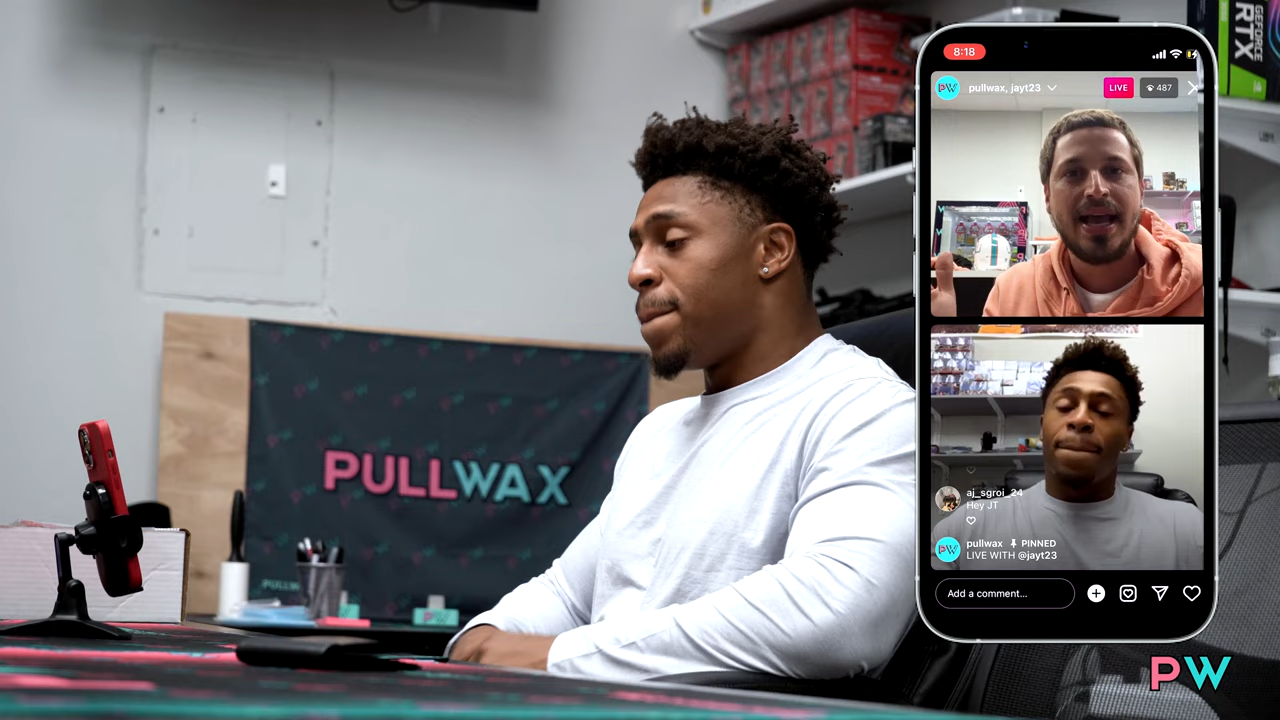 GEFORCE
RTX
8:18
pullwax, jayt23
LIVE
487
PULLWAX
aj_sgroi_24
Hey JT
pullwax PINNED
LIVE WITH @jayt23
Add a comment...
PW